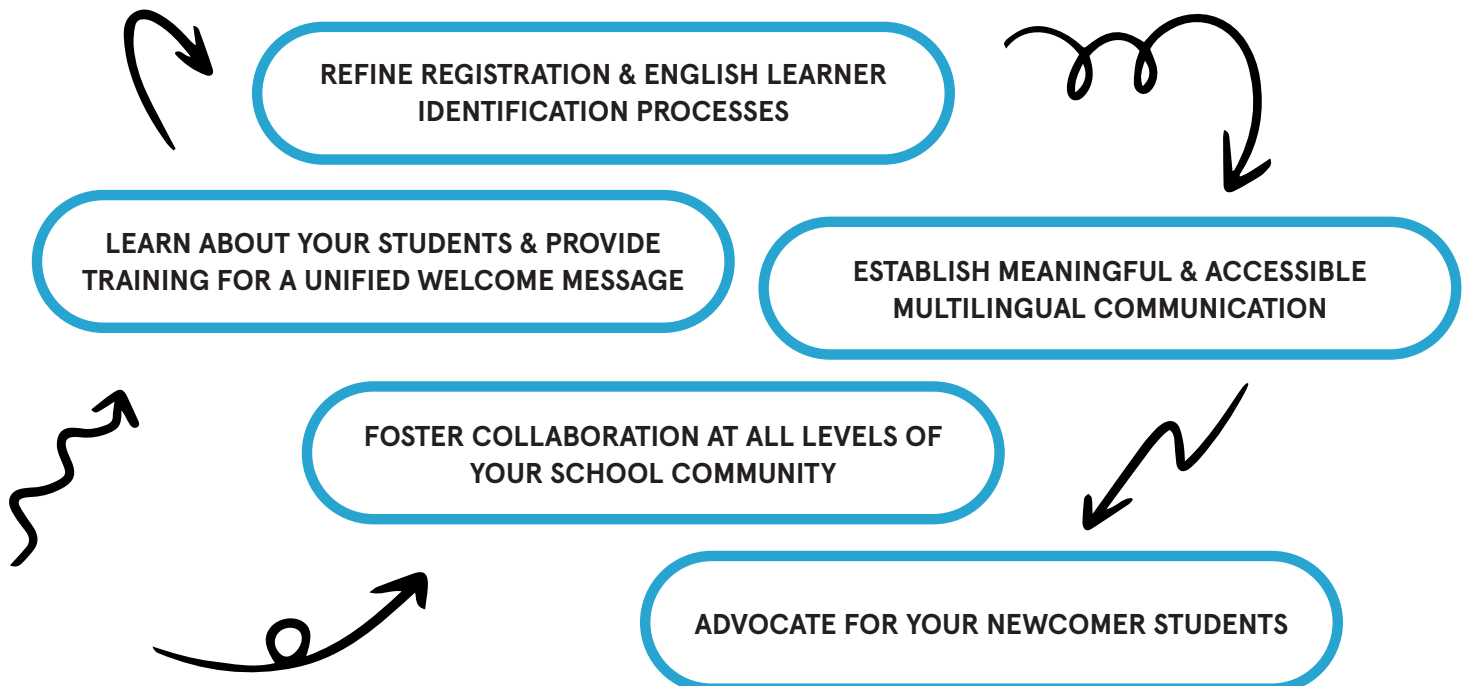 REFINE REGISTRATION & ENGLISH LEARNER
IDENTIFICATION PROCESSES
LEARN ABOUT YOUR STUDENTS & PROVIDE
TRAINING FOR A UNIFIED WELCOME MESSAGE
ESTABLISH MEANINGFUL & ACCESSIBLE
MULTILINGUAL COMMUNICATION
FOSTER COLLABORATION AT ALL LEVELS OF
YOUR SCHOOL COMMUNITY
ADVOCATE FOR YOUR NEWCOMER STUDENTS